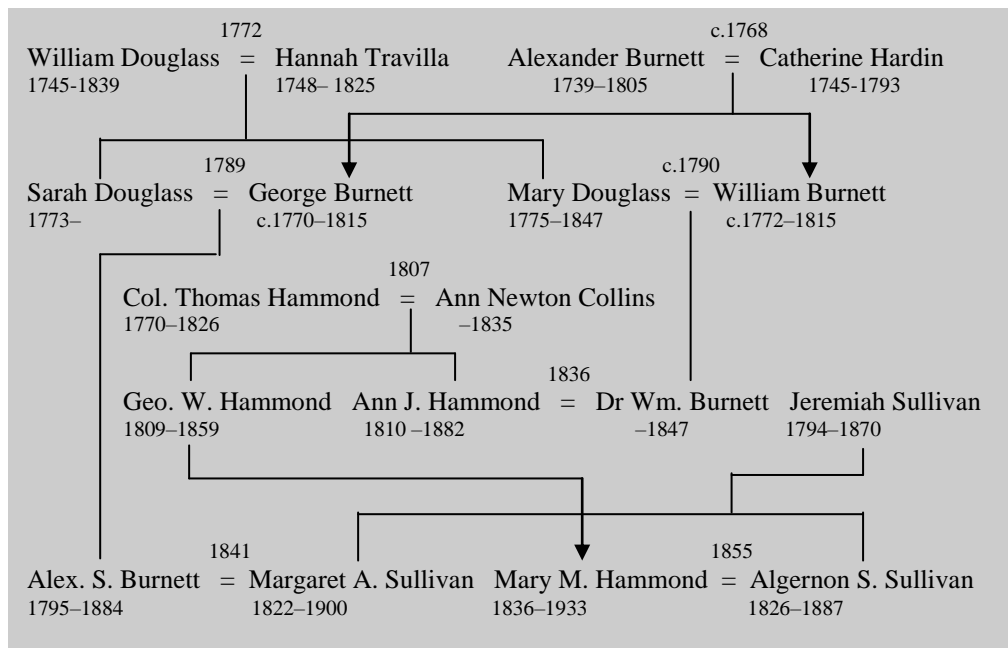 1772 c.1768
William Douglass = Hannah Travilla Alexander Burnett = Catherine Hardin
1745-1839 1748– 1825 1739–1805 1745-1793
1789 c.1790
Sarah Douglass = George Burnett Mary Douglass = William Burnett
1773– c.1770–1815 1775–1847 c.1772–1815
1807
Col. Thomas Hammond = Ann Newton Collins
1770–1826 –1835
1836
Geo. W. Hammond Ann J. Hammond = Dr Wm. Burnett Jeremiah Sullivan
1809–1859 1810 –1882 –1847 1794–1870
1841 1855
Alex. S. Burnett = Margaret A. Sullivan Mary M. Hammond = Algernon S. Sullivan
1795–1884 1822–1900 1836–1933 1826–1887